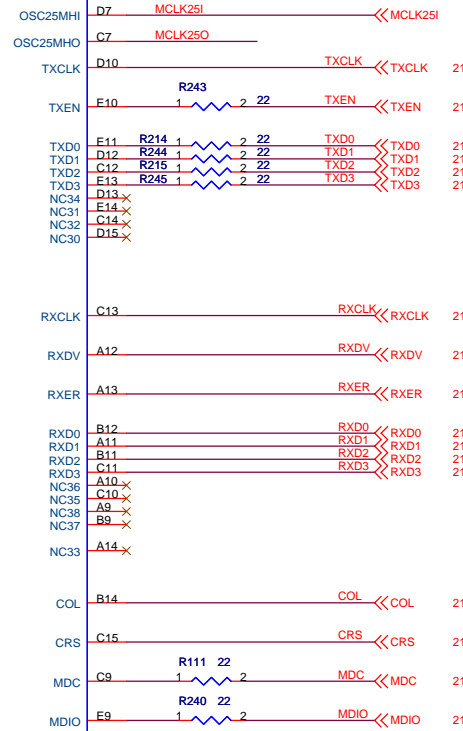 OSC25MHI D7 MCLK25I MCLK25I
OSC25MHO C7 MCLK25O
TXCLK D10 TXCLK TXCLK 21
R243
TXEN E10 1 2 22 TXEN TXEN 21
TXD0 E11 R214 1 2 22 TXD0 TXD0 21
TXD1 D12 R244 1 2 22 TXD1 TXD1 21
TXD2 C12 R215 1 2 22 TXD2 TXD2 21
TXD3 E13 R245 1 2 22 TXD3 TXD3 21
NC34 D13
NC31 E14
NC32 C14
NC30 D15
RXCLK C13 RXCLK RXCLK 21
RXDV A12 RXDV RXDV 21
RXER A13 RXER RXER 21
RXD0 B12 RXD0 RXD0 21
RXD1 A11 RXD1 RXD1 21
RXD2 B11 RXD2 RXD2 21
RXD3 C11 RXD3 RXD3 21
NC36 A10
NC35 C10
NC38 A9
NC37 B9
NC33 A14
COL B14 COL COL 21
CRS C15 CRS CRS 21
R111 22
MDC C9 1 2 MDC MDC 21
R240 22
MDIO E9 1 2 MDIO MDIO 21